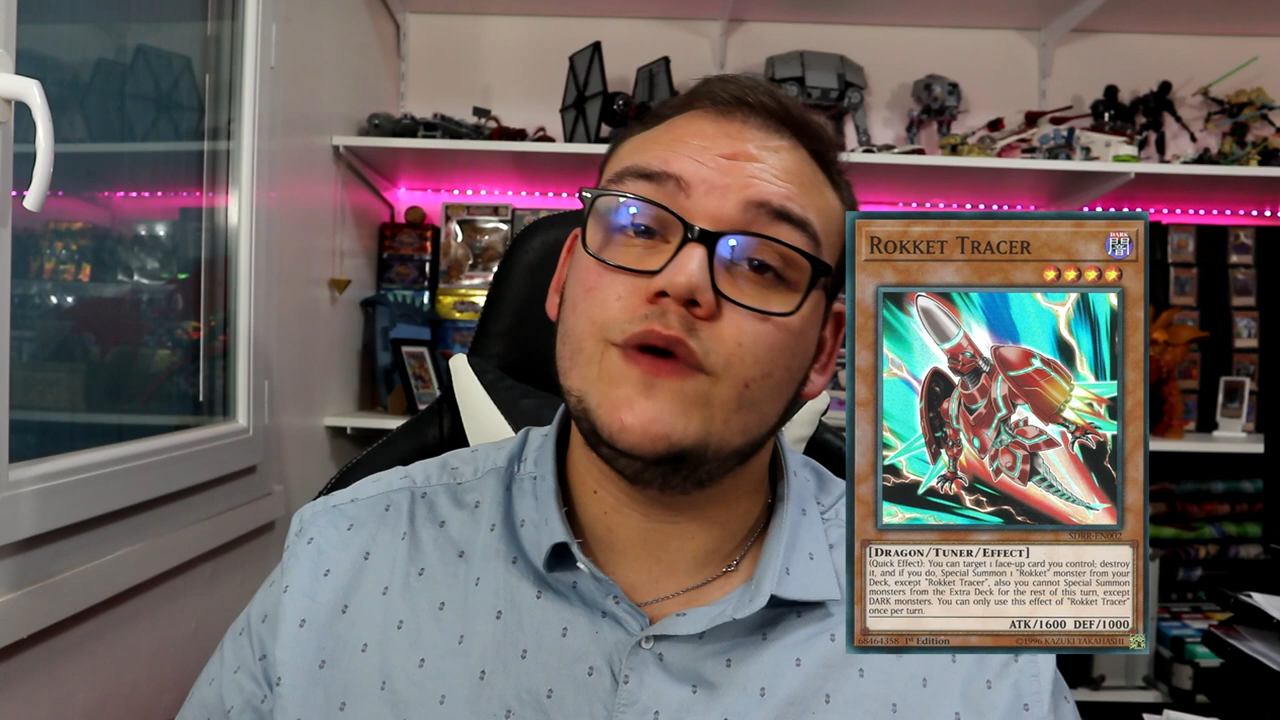 ROKKET TRACER
DARK
闇
SDRR-EN002
[DRAGON/TUNER/EFFECT]
(Quick Effect): You can target 1 face-up card you control; destroy
it, and if you do, Special Summon 1 "Rokket" monster from your
Deck, except "Rokket Tracer", also you cannot Special Summon
monsters from the Extra Deck for the rest of this turn, except
DARK monsters. You can only use this effect of "Rokket Tracer"
once per turn.
ATK/1600 DEF/1000
68464358 1st Edition ©1996 KAZUKI TAKAHASHI